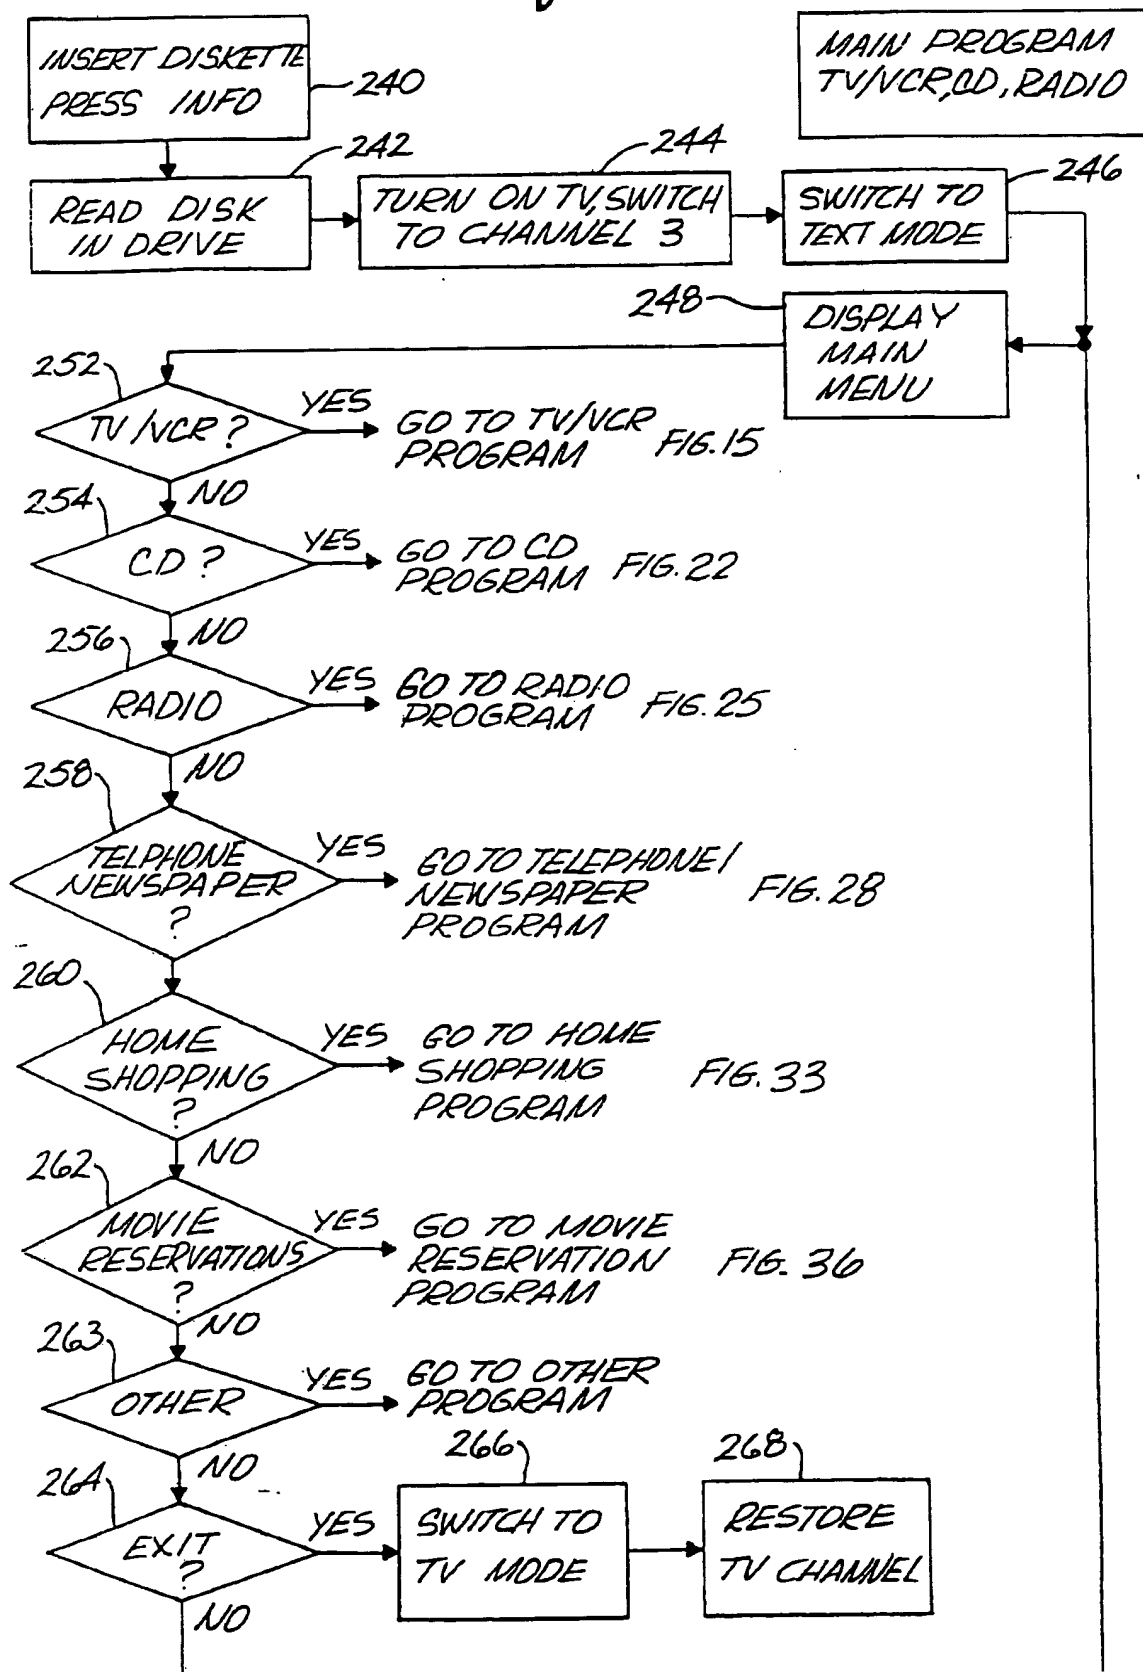 INSERT DISKETTE
PRESS INFO
240
MAIN PROGRAM
TV/VCR,CD,RADIO
242
READ DISK
IN DRIVE
244
TURN ON TV,SWITCH
TO CHANNEL 3
246
SWITCH TO
TEXT MODE
248
DISPLAY
MAIN
MENU
252
TV/VCR?
YES
GO TO TV/VCR
PROGRAM
FIG.15
NO
254
CD?
YES
GO TO CD
PROGRAM
FIG.22
NO
256
RADIO
YES
GO TO RADIO
PROGRAM
FIG.25
NO
258
TELPHONE
NEWSPAPER
?
YES
GO TO TELEPHONE/
NEWSPAPER
PROGRAM
FIG.28
260
HOME
SHOPPING
?
YES
GO TO HOME
SHOPPING
PROGRAM
FIG.33
NO
262
MOVIE
RESERVATIONS
?
YES
GO TO MOVIE
RESERVATION
PROGRAM
FIG.36
NO
263
OTHER
YES
GO TO OTHER
PROGRAM
NO
264
EXIT
?
YES
266
SWITCH TO
TV MODE
268
RESTORE
TV CHANNEL
NO